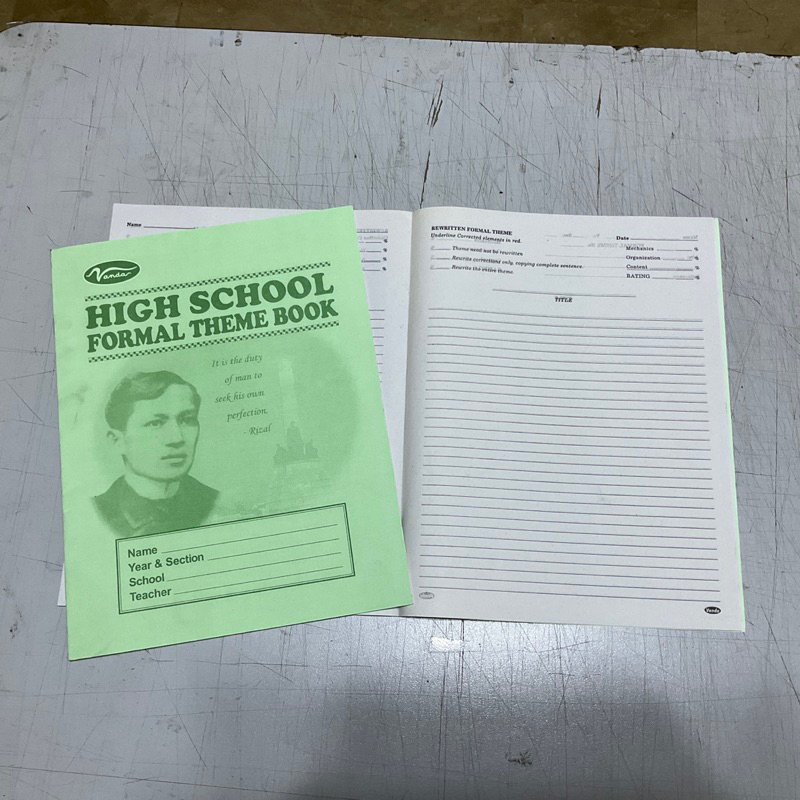 Vanda
HIGH SCHOOL
FORMAL THEME BOOK
It is the duty
of man to
seek his own
perfection.
- Rizal
Name
Year & Section
School
Teacher
Name
REWRITTEN FORMAL THEME
Date
Underline Corrected elements in red.
Mechanics %
Theme need not be rewritten
Organization %
Rewrite corrections only, copying complete sentence.
Content %
Rewrite the entire theme.
RATING %
TITLE
Vanda